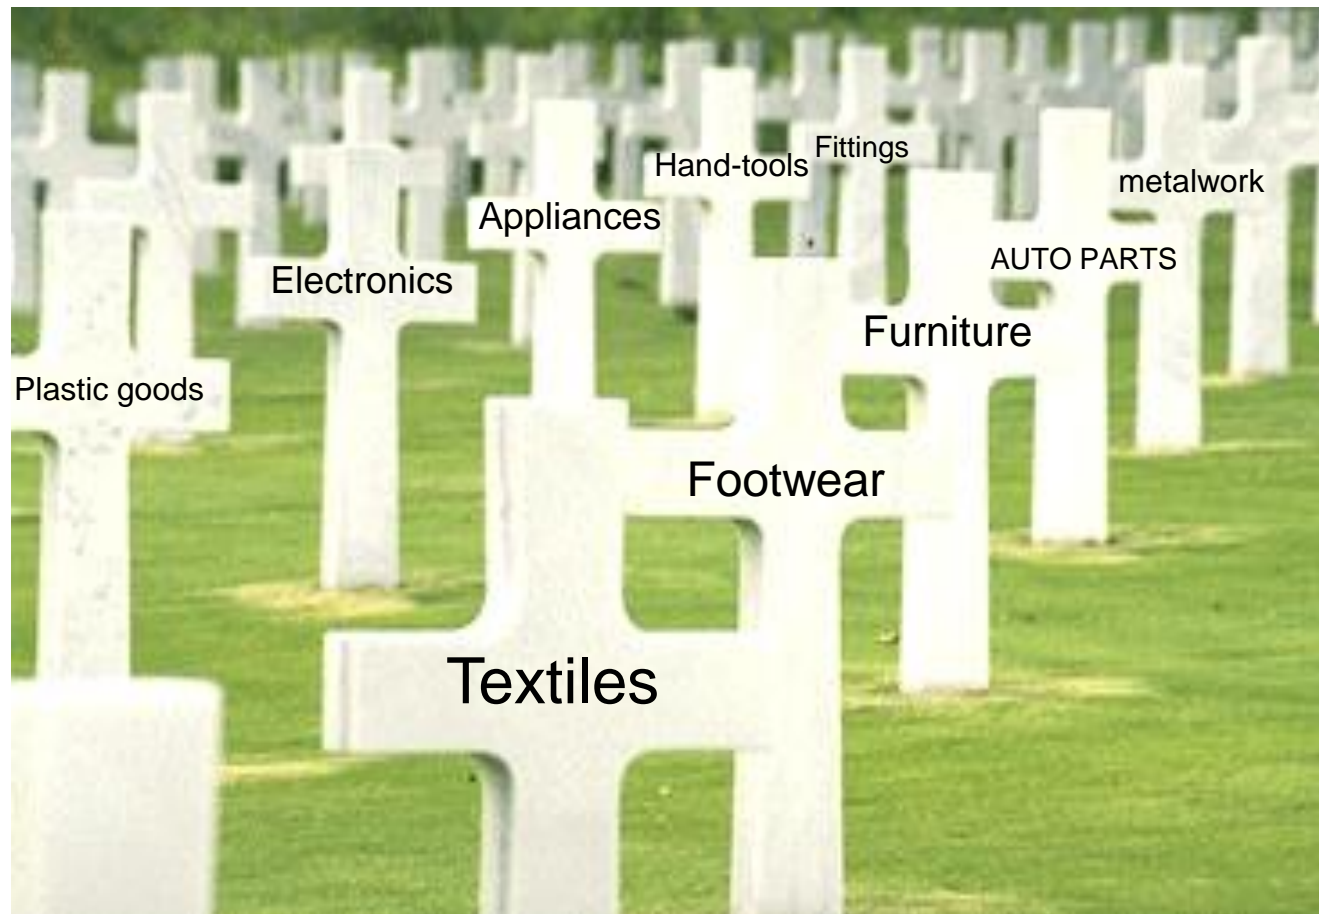 Fittings
Hand-tools
metalwork
Appliances
AUTO PARTS
Electronics
Furniture
Plastic goods
Footwear
Textiles